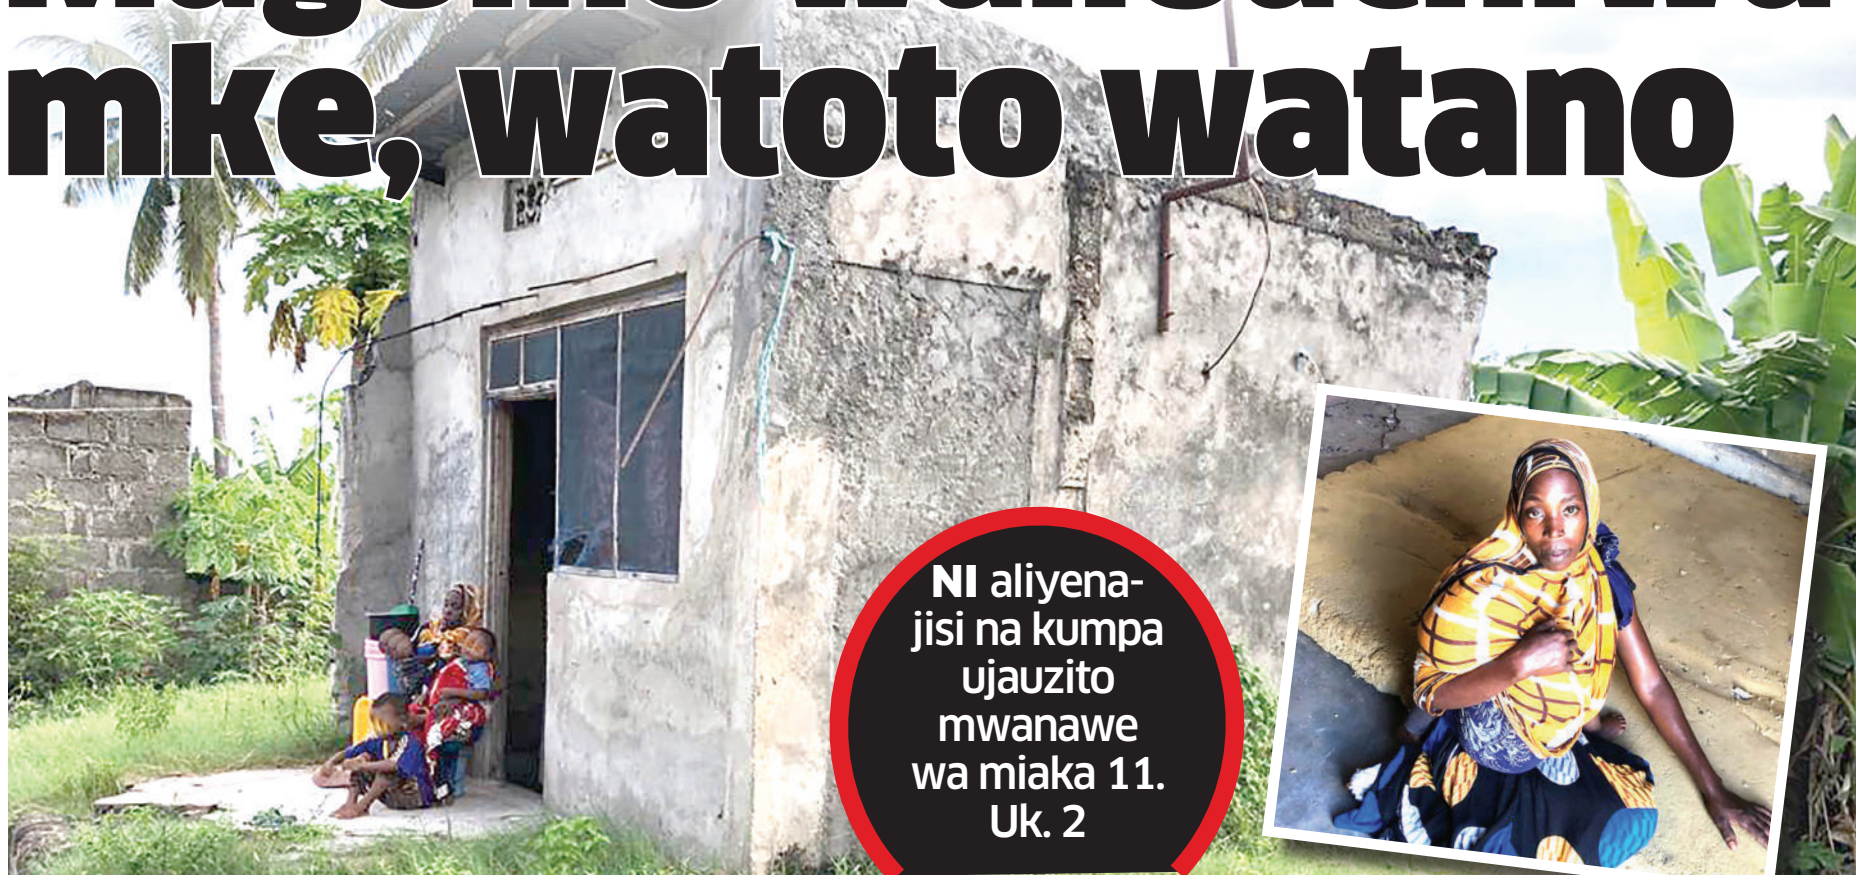 mke, watoto watano
NI aliyena-
jisi na kumpa
ujauzito
mwanawe
wa miaka 11.
Uk. 2